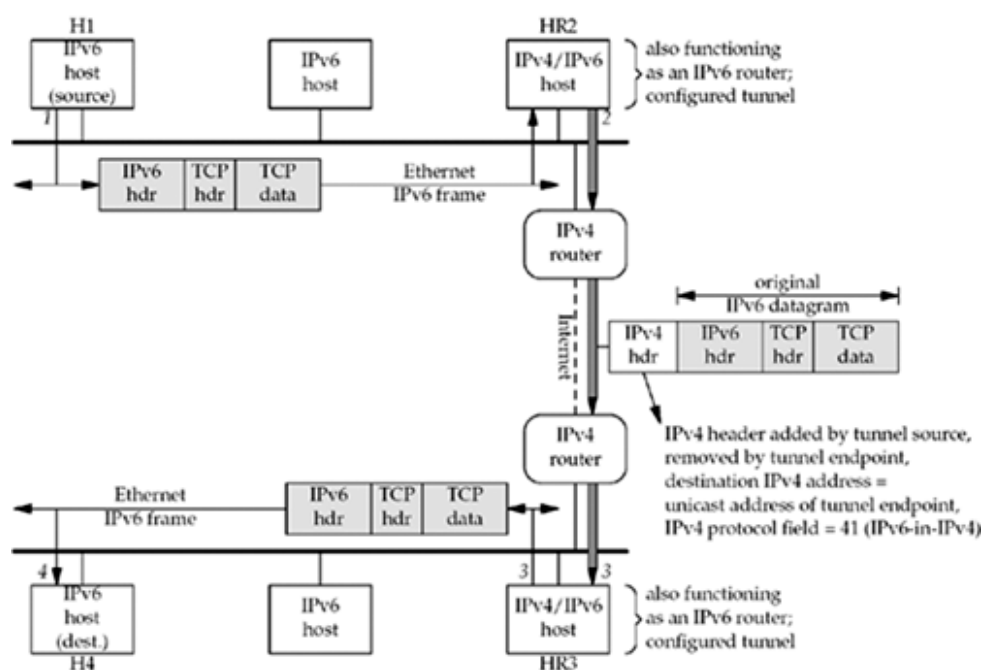 H1
HR2
IPv6
host
(source)
IPv6
host
IPv4/IPv6
host
also functioning
as an IPv6 router;
configured tunnel
1
2
IPv6
hdr
TCP
hdr
TCP
data
Ethernet
IPv6 frame
IPv4
router
original
IPv6 datagram
Internet
IPv4
hdr
IPv6
hdr
TCP
hdr
TCP
data
IPv4
router
IPv4 header added by tunnel source,
removed by tunnel endpoint,
destination IPv4 address =
unicast address of tunnel endpoint,
IPv4 protocol field = 41 (IPv6-in-IPv4)
Ethernet
IPv6 frame
IPv6
hdr
TCP
hdr
TCP
data
4
3
3
IPv6
host
(dest.)
IPv6
host
IPv4/IPv6
host
also functioning
as an IPv6 router;
configured tunnel
H4
HR3